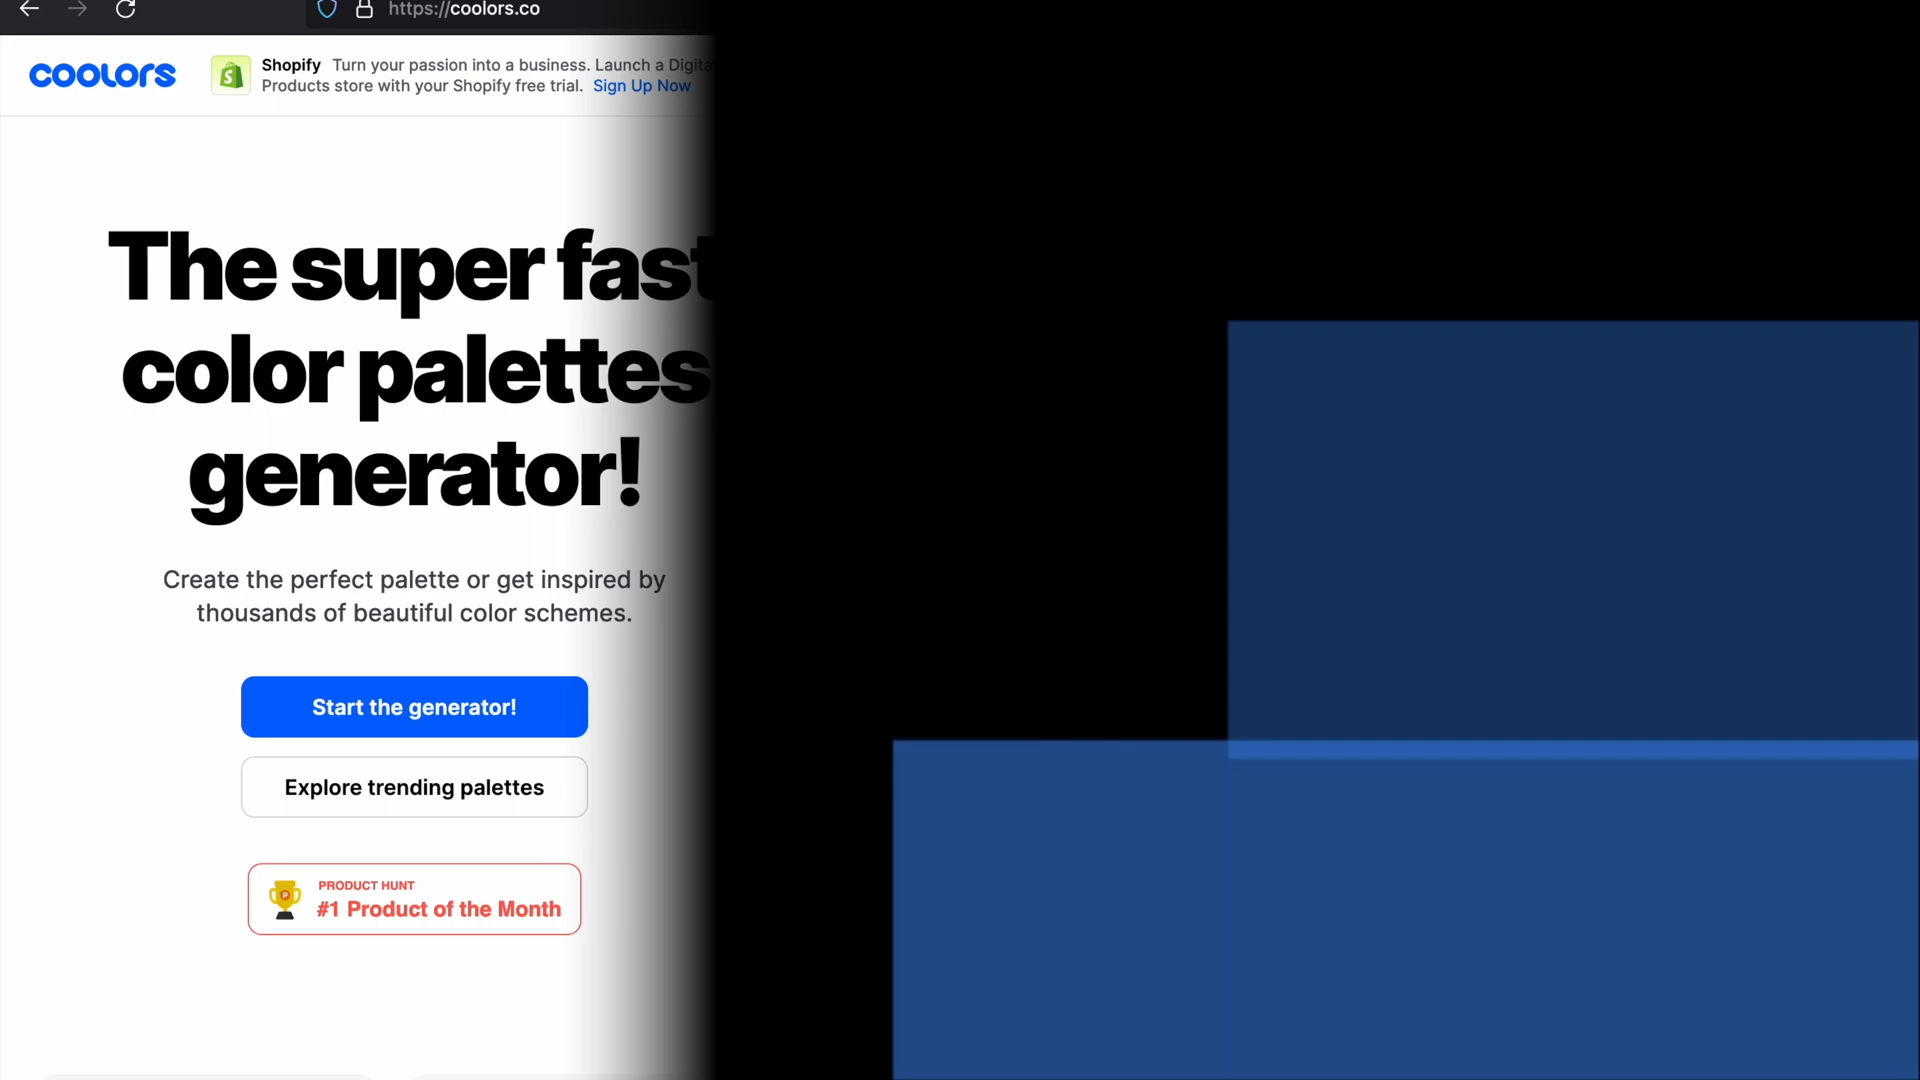 https://coolors.co
coolors
Shopify Turn your passion into a business. Launch a Digita
Products store with your Shopify free trial. Sign Up Now
The super fast
color palettes
generator!
Create the perfect palette or get inspired by
thousands of beautiful color schemes.
Start the generator!
Explore trending palettes
PRODUCT HUNT
#1 Product of the Month